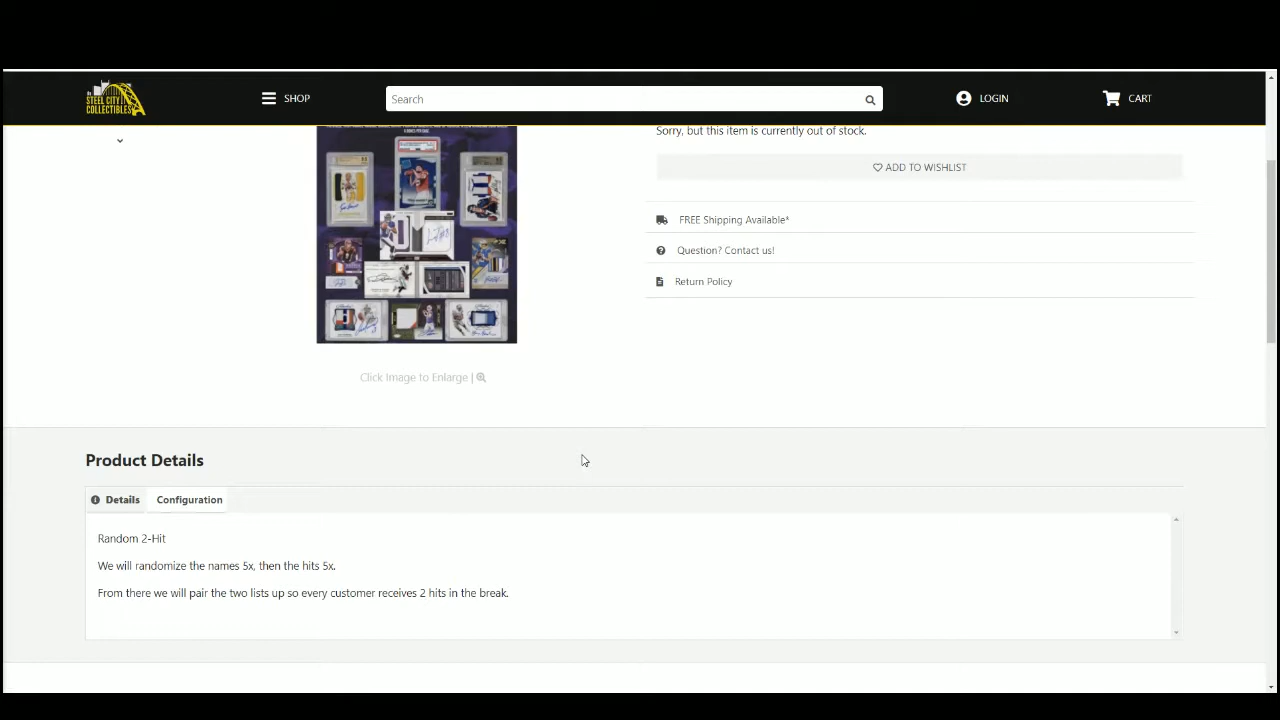 STEEL CITY
COLLECTIBLES
SHOP
Search
LOGIN
CART
Sorry, but this item is currently out of stock.
ADD TO WISHLIST
FREE Shipping Available*
Question? Contact us!
Return Policy
Click Image to Enlarge |
Product Details
Details
Configuration
Random 2-Hit
We will randomize the names 5x, then the hits 5x.
From there we will pair the two lists up so every customer receives 2 hits in the break.